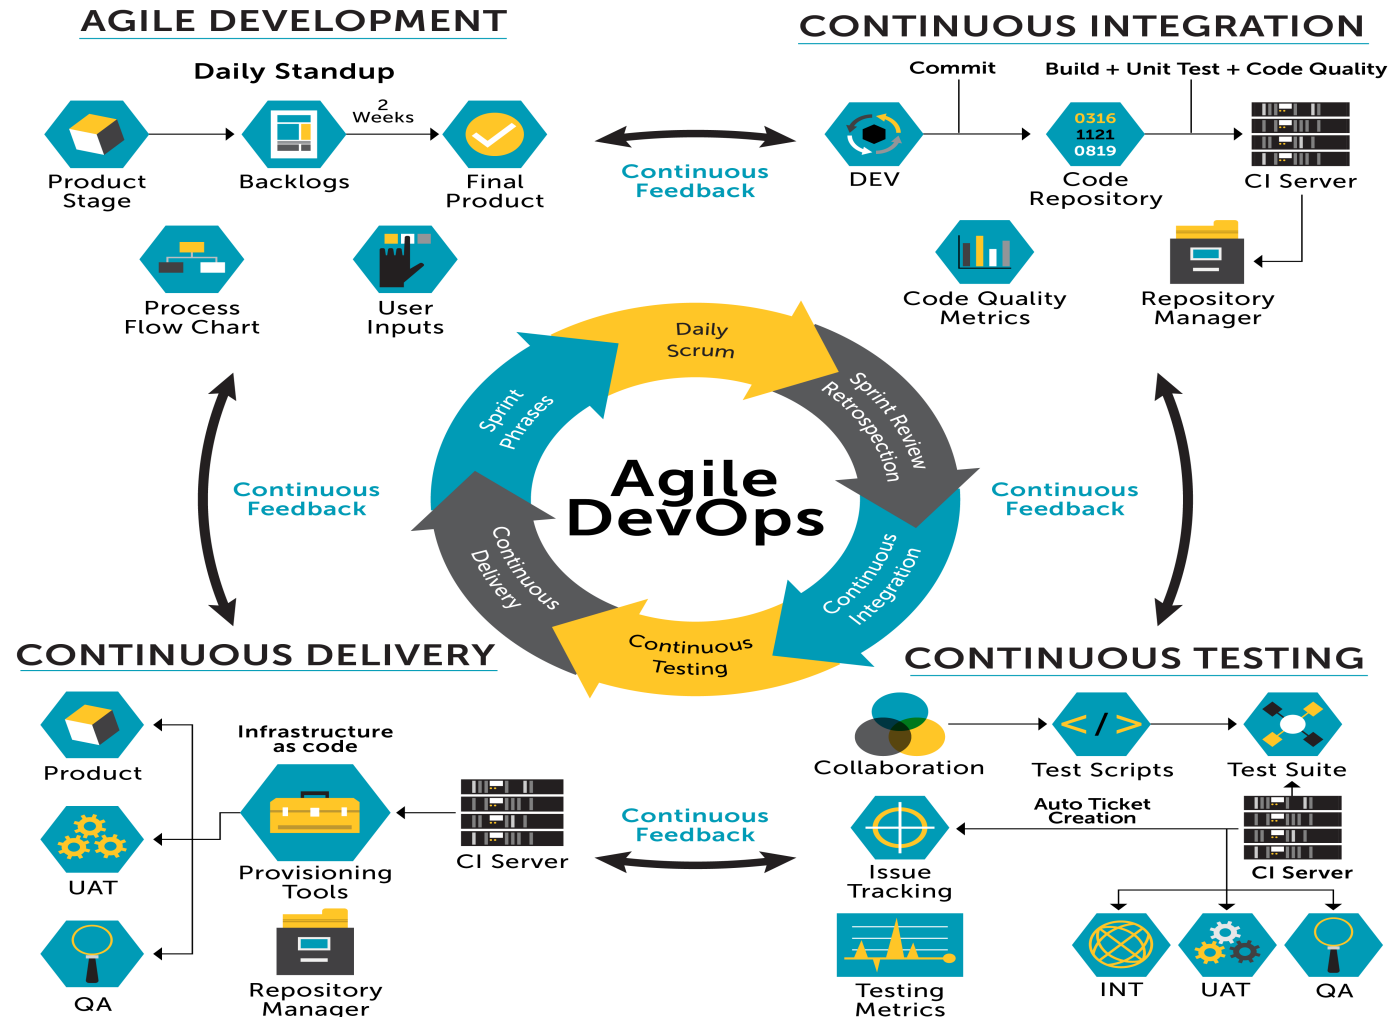 AGILE DEVELOPMENT
Daily Standup
2
Weeks
Product
Stage
Backlogs
Final
Product
Process
Flow Chart
User
Inputs
Continuous
Feedback
CONTINUOUS INTEGRATION
Commit
Build + Unit Test + Code Quality
0316
1121
0819
DEV
Code
Repository
CI Server
Code Quality
Metrics
Repository
Manager
Continuous
Feedback
Daily
Scrum
Sprint Review
Retrospection
Sprint
Phrases
Agile
DevOps
Continuous
Integration
Continuous
Testing
Continuous
Delivery
Continuous
Feedback
CONTINUOUS DELIVERY
Product
Infrastructure
as code
UAT
Provisioning
Tools
CI Server
QA
Repository
Manager
Continuous
Feedback
CONTINUOUS TESTING
Collaboration
< / >
Test Scripts
Test Suite
Auto Ticket
Creation
Issue
Tracking
CI Server
Testing
Metrics
INT
UAT
QA